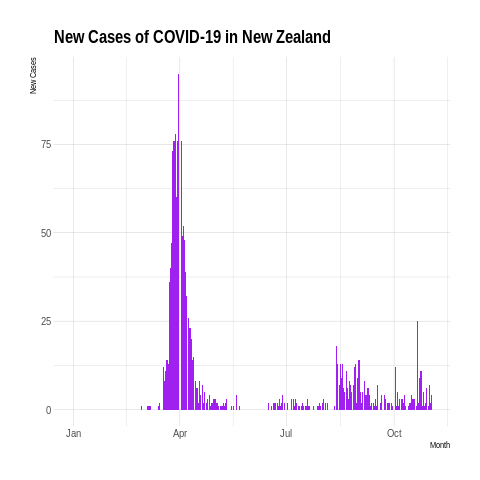 New Cases of COVID-19 in New Zealand
New Cases
75
50
25
0
Jan Apr Jul Oct
Month